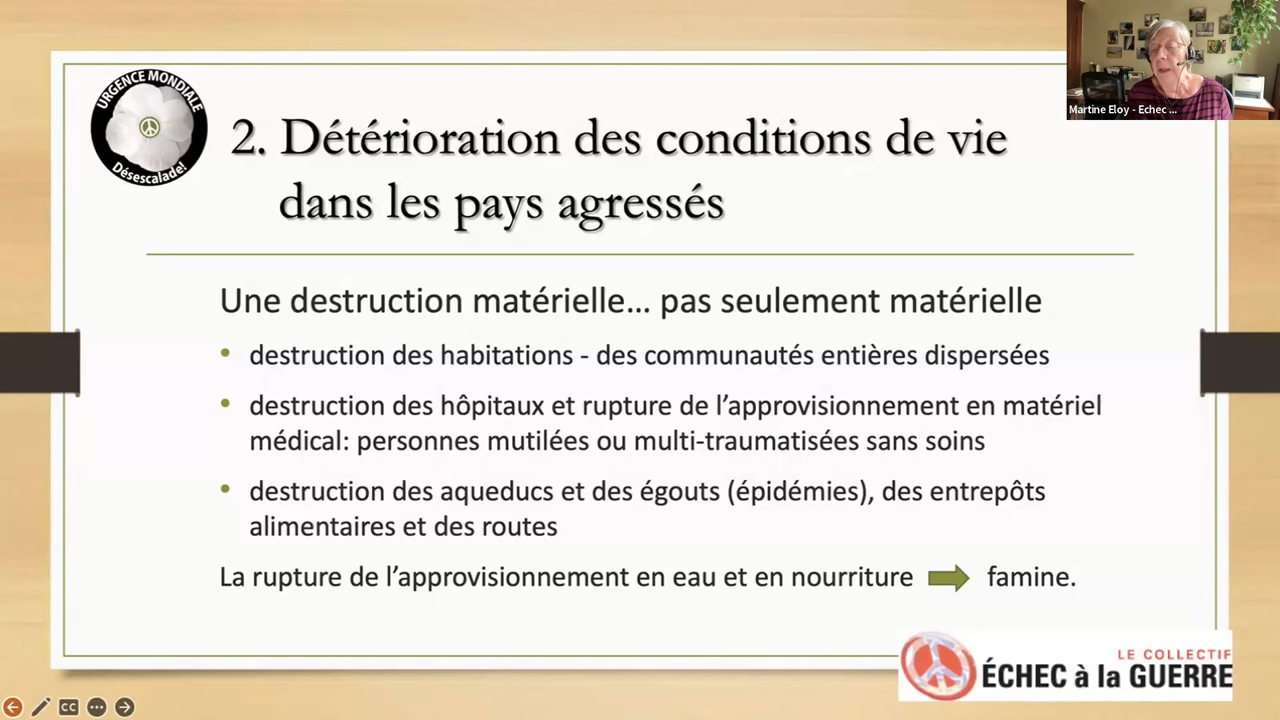 Martine Eloy - Echec ...
URGENCE MONDIALE
Désescalade!
2. Détérioration des conditions de vie
dans les pays agressés
Une destruction matérielle... pas seulement matérielle
• destruction des habitations - des communautés entières dispersées
• destruction des hôpitaux et rupture de l’approvisionnement en matériel
médical: personnes mutilées ou multi-traumatisées sans soins
• destruction des aqueducs et des égouts (épidémies), des entrepôts
alimentaires et des routes
La rupture de l’approvisionnement en eau et en nourriture famine.
LE COLLECTIF
ÉCHEC à la GUERRE
CC